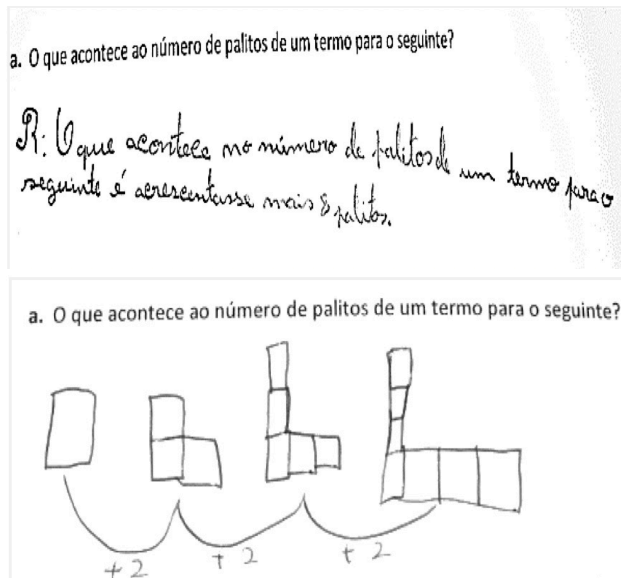 a. O que acontece ao número de palitos de um termo para o seguinte?
R: O que acontece no número de palitos de um termo para o
seguinte é acrescentasse mais 8 palitos.
a. O que acontece ao número de palitos de um termo para o seguinte?
+2 +2 +2